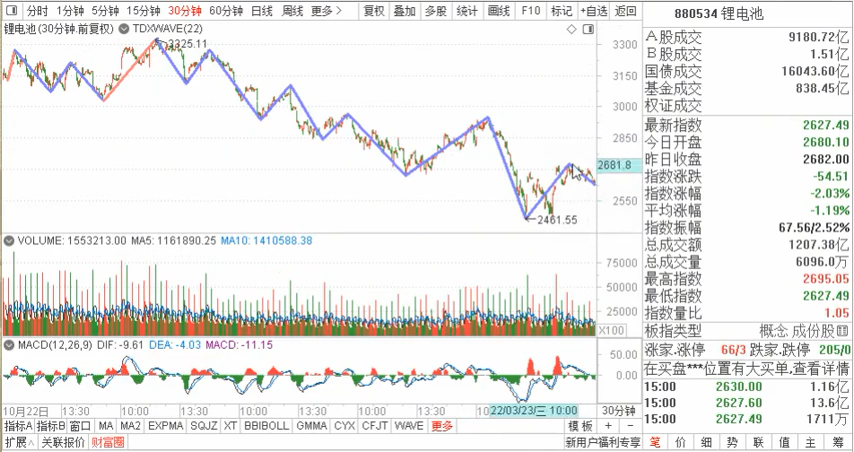 分时 1分钟 5分钟 15分钟 30分钟 60分钟 日线 周线 更多 复权 叠加 多股 统计 画线 F10 标记 +自选 返回
880534 锂电池
锂电池(30分钟.前复权) TDXWAVE(22)
3325.11
3300
3150
3000
2850
2681.8
2550
2461.55
A股成交 9180.72亿
B股成交 1.51亿
国债成交 16043.60亿
基金成交 838.45亿
权证成交
最新指数 2627.49
今日开盘 2680.10
昨日收盘 2682.00
指数涨跌 -54.51
指数涨幅 -2.03%
平均涨幅 -1.19%
指数振幅 67.56/2.52%
总成交额 1207.38亿
总成交量 6096.0万
最高指数 2695.05
最低指数 2627.49
指数量比 1.05
板指类型 概念 成份股
涨家.涨停 66/3 跌家.跌停 205/0
在买盘***位置有大买单,查看详情
15:00 2630.00 1.16亿
15:00 2627.60 13.6亿
15:00 2627.49 1711万
VOLUME: 1553213.00 MA5: 1161890.25 MA10: 1410588.38
75000
50000
25000
X100
MACD(12,26,9) DIF: -9.61 DEA: -4.03 MACD: -11.15
50.00
0.00
10月22日 13:30 10:00 13:30 10:00 13:30 10:00 13:30 22/03/23/三 10:00 30分钟
指标A 指标B 窗口 MA MA2 EXPMA SQJZ XT BBIBOLL GMMA CYX CFJT WAVE 更多 模板 + -
扩展 关联报价 财富圈 新用户福利专享 笔 价 细 势 联 值 主 筹